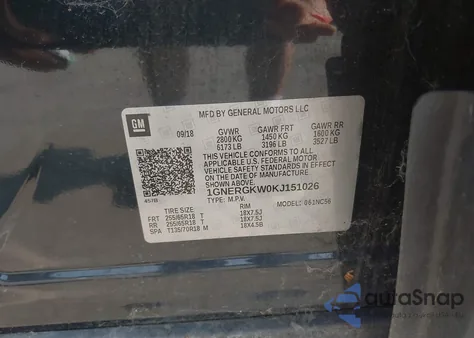 MFD BY GENERAL MOTORS LLC
GM
09/18 GVWR GAWR FRT GAWR RR
2800 KG 1450 KG 1600 KG
6173 LB 3196 LB 3527 LB
THIS VEHICLE CONFORMS TO ALL
APPLICABLE U.S. FEDERAL MOTOR
VEHICLE SAFETY STANDARDS IN
EFFECT ON THE DATE OF
MANUFACTURE SHOWN ABOVE.
1GNERGKW0KJ151026
TYPE: M.P.V.
TIRE SIZE RIM MODEL: 061NC56
FRT 255/65R18 T 18X7.5J
RR 255/65R18 T 18X7.5J
SPA T135/70R18 M 18X4.5B
autoSnap